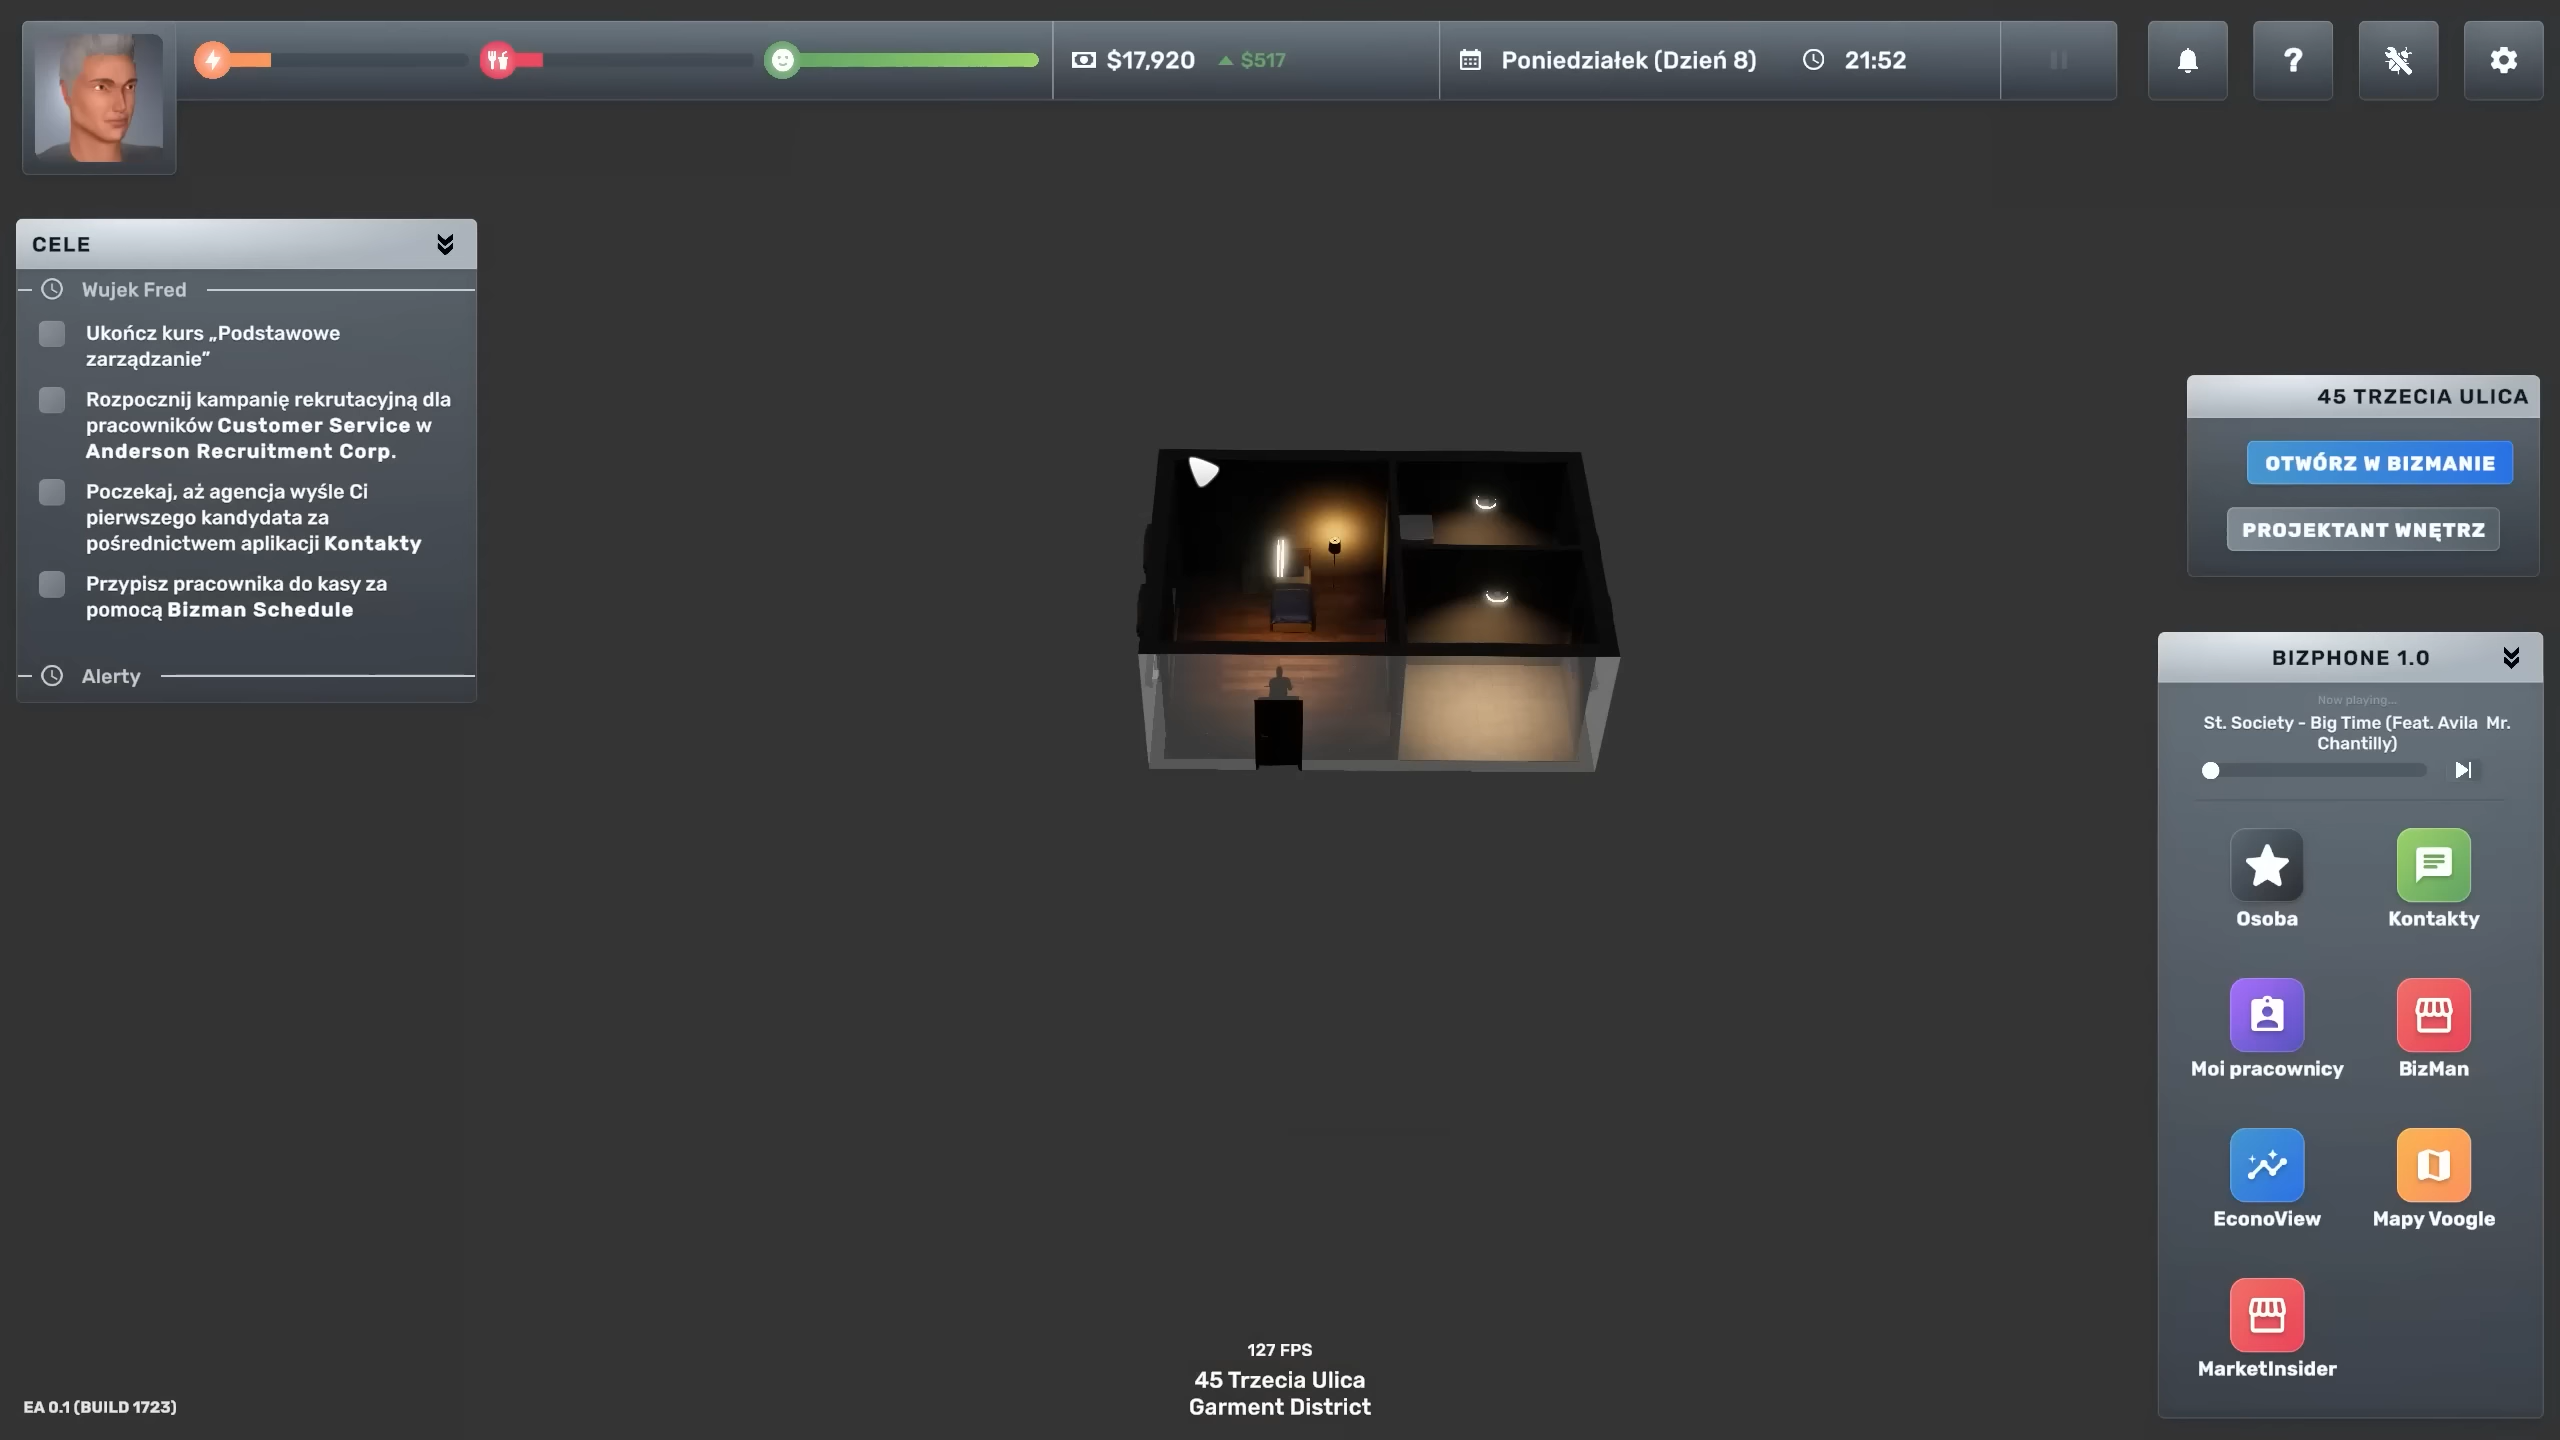 $17,920
$517
Poniedziałek (Dzień 8)
21:52
?
CELE
Wujek Fred
Ukończ kurs „Podstawowe
zarządzanie”
Rozpocznij kampanię rekrutacyjną dla
pracowników Customer Service w
Anderson Recruitment Corp.
Poczekaj, aż agencja wyśle Ci
pierwszego kandydata za
pośrednictwem aplikacji Kontakty
Przypisz pracownika do kasy za
pomocą Bizman Schedule
Alerty
45 TRZECIA ULICA
OTWÓRZ W BIZMANIE
PROJEKTANT WNĘTRZ
BIZPHONE 1.0
Now playing...
St. Society - Big Time (Feat. Avila  Mr.
Chantilly)
Osoba
Kontakty
Moi pracownicy
BizMan
EconoView
Mapy Voogle
MarketInsider
127 FPS
45 Trzecia Ulica
Garment District
EA 0.1 (BUILD 1723)